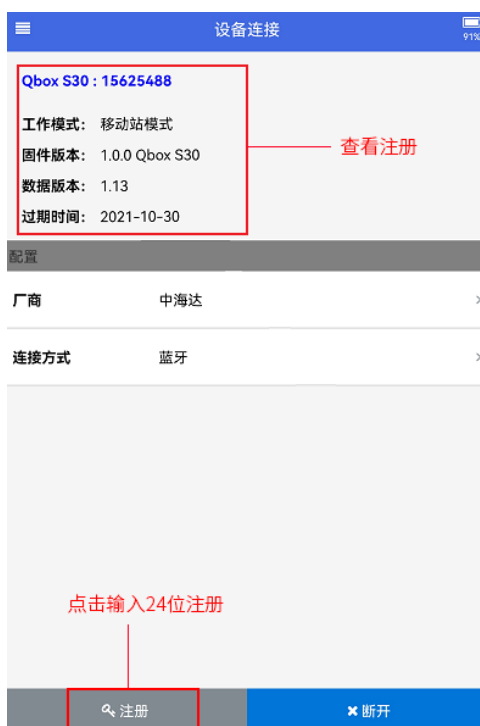 设备连接
91%
Qbox S30 : 15625488
工作模式： 移动站模式
查看注册
固件版本： 1.0.0 Qbox S30
数据版本： 1.13
过期时间： 2021-10-30
配置
厂商 中海达
连接方式 蓝牙
点击输入24位注册
注册 断开